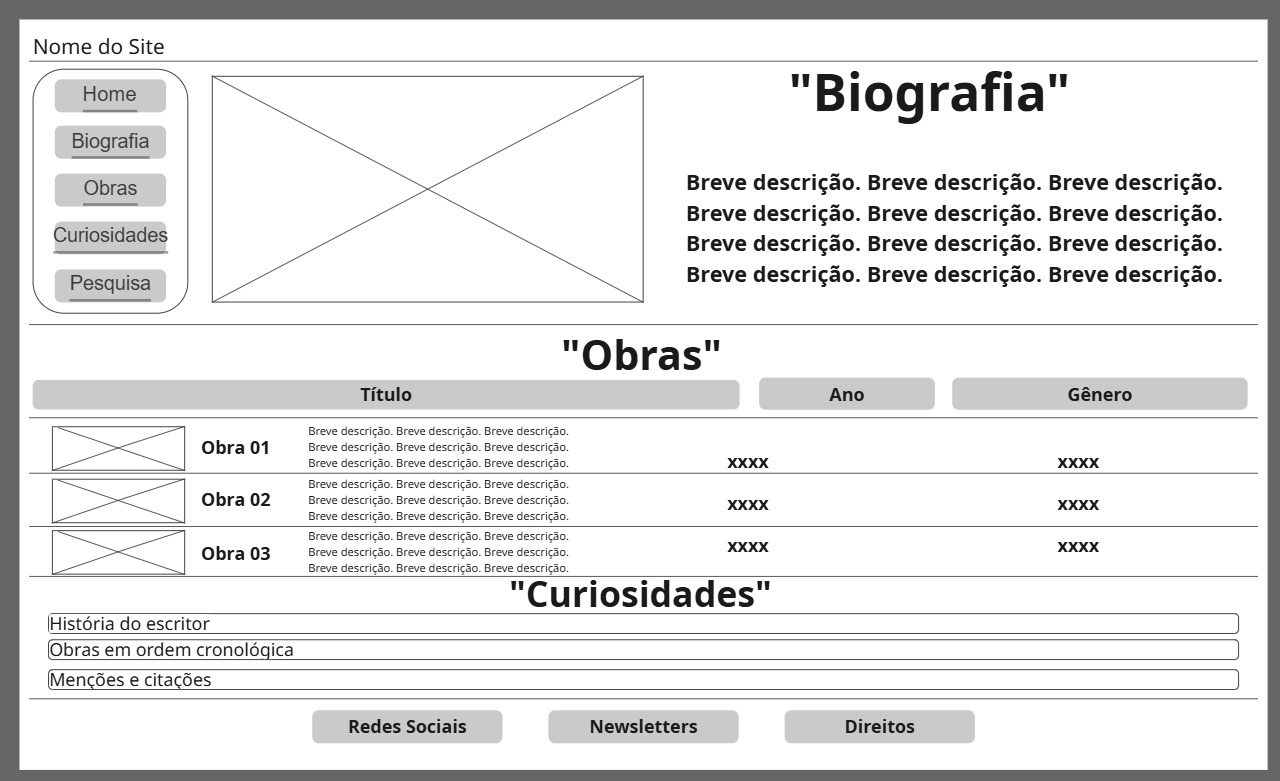 Nome do Site
Home
Biografia
Obras
Curiosidades
Pesquisa
"Biografia"
Breve descrição. Breve descrição. Breve descrição.
Breve descrição. Breve descrição. Breve descrição.
Breve descrição. Breve descrição. Breve descrição.
Breve descrição. Breve descrição. Breve descrição.
"Obras"
Título Ano Gênero
Breve descrição. Breve descrição. Breve descrição.
Obra 01 Breve descrição. Breve descrição. Breve descrição.
Breve descrição. Breve descrição. Breve descrição. xxxx xxxx
Breve descrição. Breve descrição. Breve descrição.
Obra 02 Breve descrição. Breve descrição. Breve descrição. xxxx xxxx
Breve descrição. Breve descrição. Breve descrição.
Breve descrição. Breve descrição. Breve descrição. xxxx xxxx
Obra 03 Breve descrição. Breve descrição. Breve descrição.
Breve descrição. Breve descrição. Breve descrição.
"Curiosidades"
História do escritor
Obras em ordem cronológica
Menções e citações
Redes Sociais Newsletters Direitos